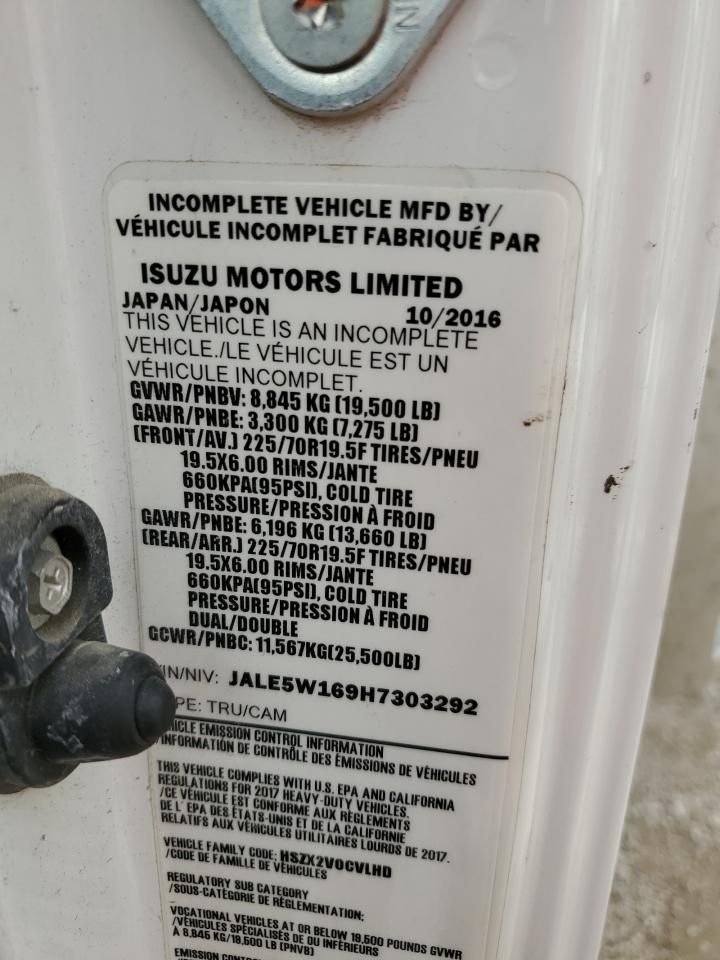 INCOMPLETE VEHICLE MFD BY/
VÉHICULE INCOMPLET FABRIQUÉ PAR
ISUZU MOTORS LIMITED
JAPAN/JAPON 10/2016
THIS VEHICLE IS AN INCOMPLETE
VEHICLE./LE VÉHICULE EST UN
VÉHICULE INCOMPLET.
GVWR/PNBV: 8,845 KG (19,500 LB)
GAWR/PNBE: 3,300 KG (7,275 LB)
(FRONT/AV.) 225/70R19.5F TIRES/PNEU
19.5X6.00 RIMS/JANTE
660KPA(95PSI), COLD TIRE
PRESSURE/PRESSION À FROID
GAWR/PNBE: 6,196 KG (13,660 LB)
(REAR/ARR.) 225/70R19.5F TIRES/PNEU
19.5X6.00 RIMS/JANTE
660KPA(95PSI), COLD TIRE
PRESSURE/PRESSION À FROID
DUAL/DOUBLE
GCWR/PNBC: 11,567KG(25,500LB)
VIN/NIV: JALE5W169H7303292
TYPE: TRU/CAM
VEHICLE EMISSION CONTROL INFORMATION
/INFORMATION DE CONTRÔLE DES ÉMISSIONS DE VÉHICULES
THIS VEHICLE COMPLIES WITH U.S. EPA AND CALIFORNIA
REGULATIONS FOR 2017 HEAVY-DUTY VEHICLES.
/CE VÉHICULE EST CONFORME AUX RÈGLEMENTS
DE L' EPA DES ÉTATS-UNIS ET DE LA CALIFORNIE
RELATIFS AUX VÉHICULES UTILITAIRES LOURDS DE 2017.
VEHICLE FAMILY CODE: HSZX2VOCVLHD
/CODE DE FAMILLE DE VÉHICULES
REGULATORY SUB CATEGORY
/SOUS-CATÉGORIE DE RÉGLEMENTATION:
VOCATIONAL VEHICLES AT OR BELOW 19,500 POUNDS GVWR
/VÉHICULES SPÉCIALISÉS DE OU INFÉRIEURS
À 8,845 KG/19,500 LB (PNVB)
EMISSION CONTROL